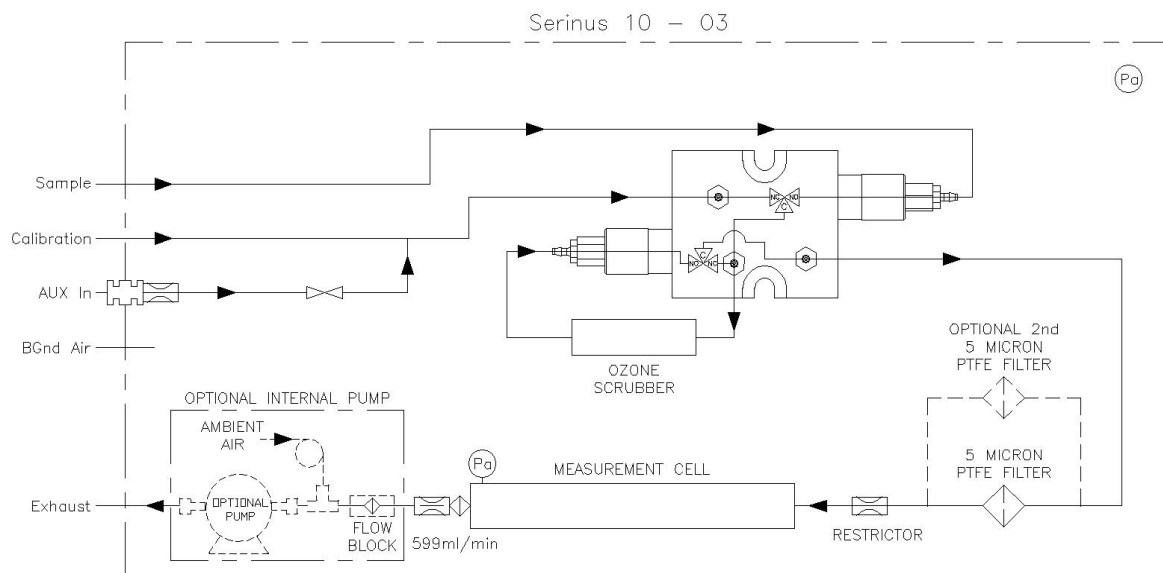 Serinus 10 - O3
Pa
Sample
NC
NO
C
Calibration
C
NO
NC
AUX In
BGnd Air
OZONE
SCRUBBER
OPTIONAL 2nd
5 MICRON
PTFE FILTER
OPTIONAL INTERNAL PUMP
AMBIENT
AIR
Pa
MEASUREMENT CELL
5 MICRON
PTFE FILTER
Exhaust
OPTIONAL
PUMP
FLOW
BLOCK
599ml/min
RESTRICTOR